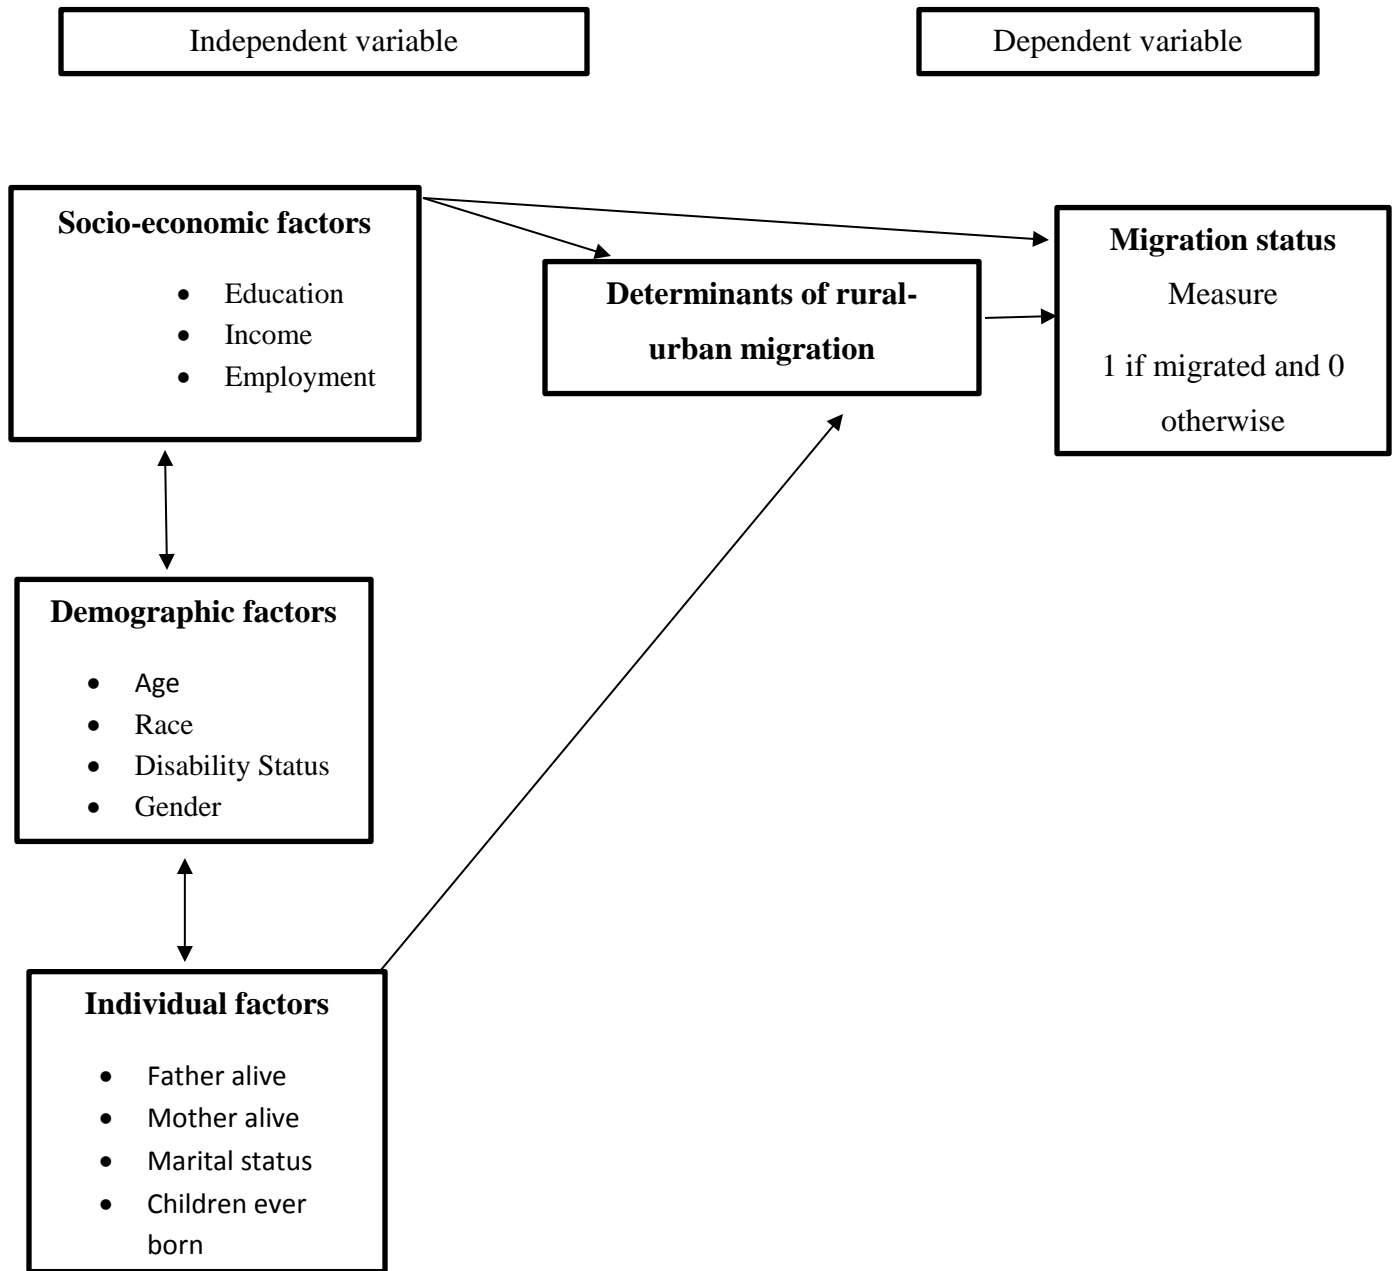 Independent variable
Dependent variable
Socio-economic factors
• Education
• Income
• Employment
Determinants of rural-
urban migration
Migration status
Measure
1 if migrated and 0
otherwise
Demographic factors
• Age
• Race
• Disability Status
• Gender
Individual factors
• Father alive
• Mother alive
• Marital status
• Children ever
born